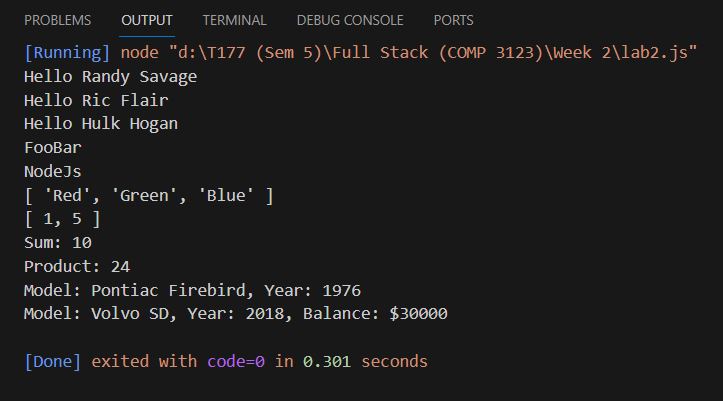 PROBLEMS OUTPUT TERMINAL DEBUG CONSOLE PORTS
[Running] node "d:\T177 (Sem 5)\Full Stack (COMP 3123)\Week 2\lab2.js"
Hello Randy Savage
Hello Ric Flair
Hello Hulk Hogan
FooBar
NodeJs
[ 'Red', 'Green', 'Blue' ]
[ 1, 5 ]
Sum: 10
Product: 24
Model: Pontiac Firebird, Year: 1976
Model: Volvo SD, Year: 2018, Balance: $30000
[Done] exited with code=0 in 0.301 seconds